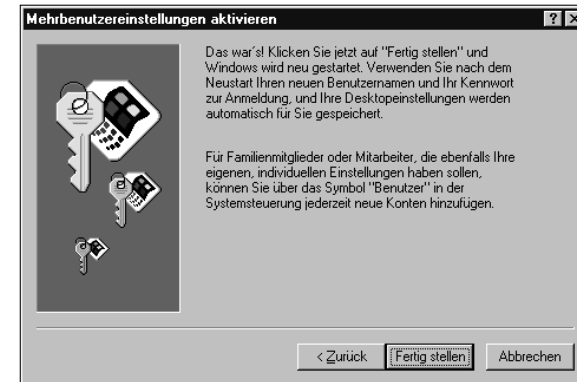 Mehrbenutzereinstellungen aktivieren
Das war's! Klicken Sie jetzt auf "Fertig stellen" und
Windows wird neu gestartet. Verwenden Sie nach dem
Neustart Ihren neuen Benutzernamen und Ihr Kennwort
zur Anmeldung, und Ihre Desktopeinstellungen werden
automatisch für Sie gespeichert.
Für Familienmitglieder oder Mitarbeiter, die ebenfalls Ihre
eigenen, individuellen Einstellungen haben sollen,
können Sie über das Symbol "Benutzer" in der
Systemsteuerung jederzeit neue Konten hinzufügen.
< Zurück Fertig stellen Abbrechen